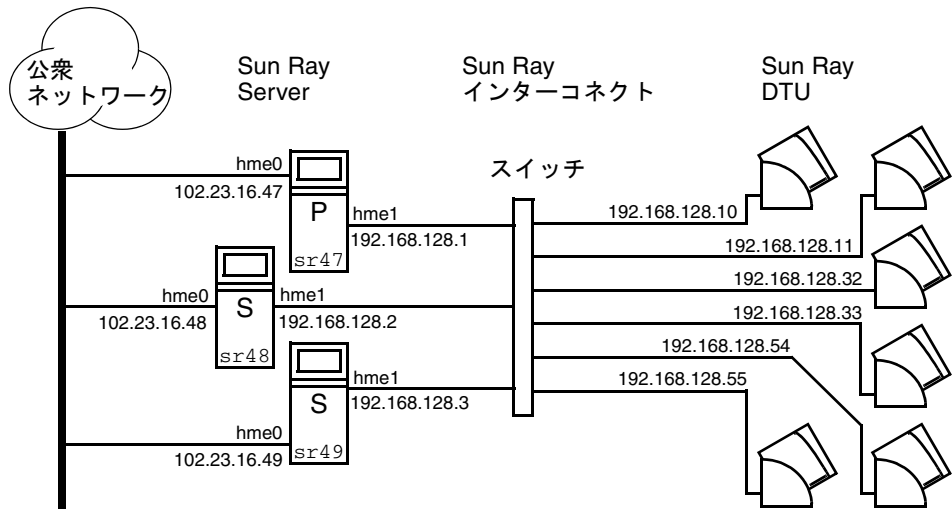 公衆
ネットワーク
Sun Ray
Server
Sun Ray
インターコネクト
Sun Ray
DTU
スイッチ
hme0
102.23.16.47
P
sr47
hme1
192.168.128.1
hme0
102.23.16.48
S
sr48
hme1
192.168.128.2
hme0
102.23.16.49
S
sr49
hme1
192.168.128.3
192.168.128.10
192.168.128.11
192.168.128.32
192.168.128.33
192.168.128.54
192.168.128.55